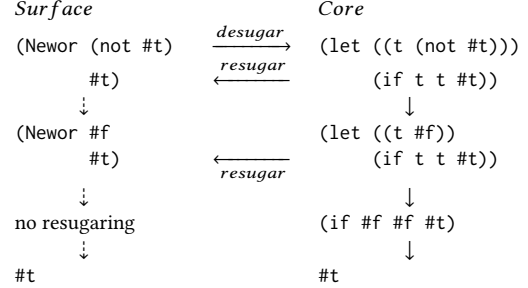 Surface Core
(Newor (not #t) desugar (let ((t (not #t)))
resugar
#t) (if t t #t))
(Newor #f (let ((t #f))
#t) (if t t #t))
resugar
no resugaring (if #f #f #t)
#t #t